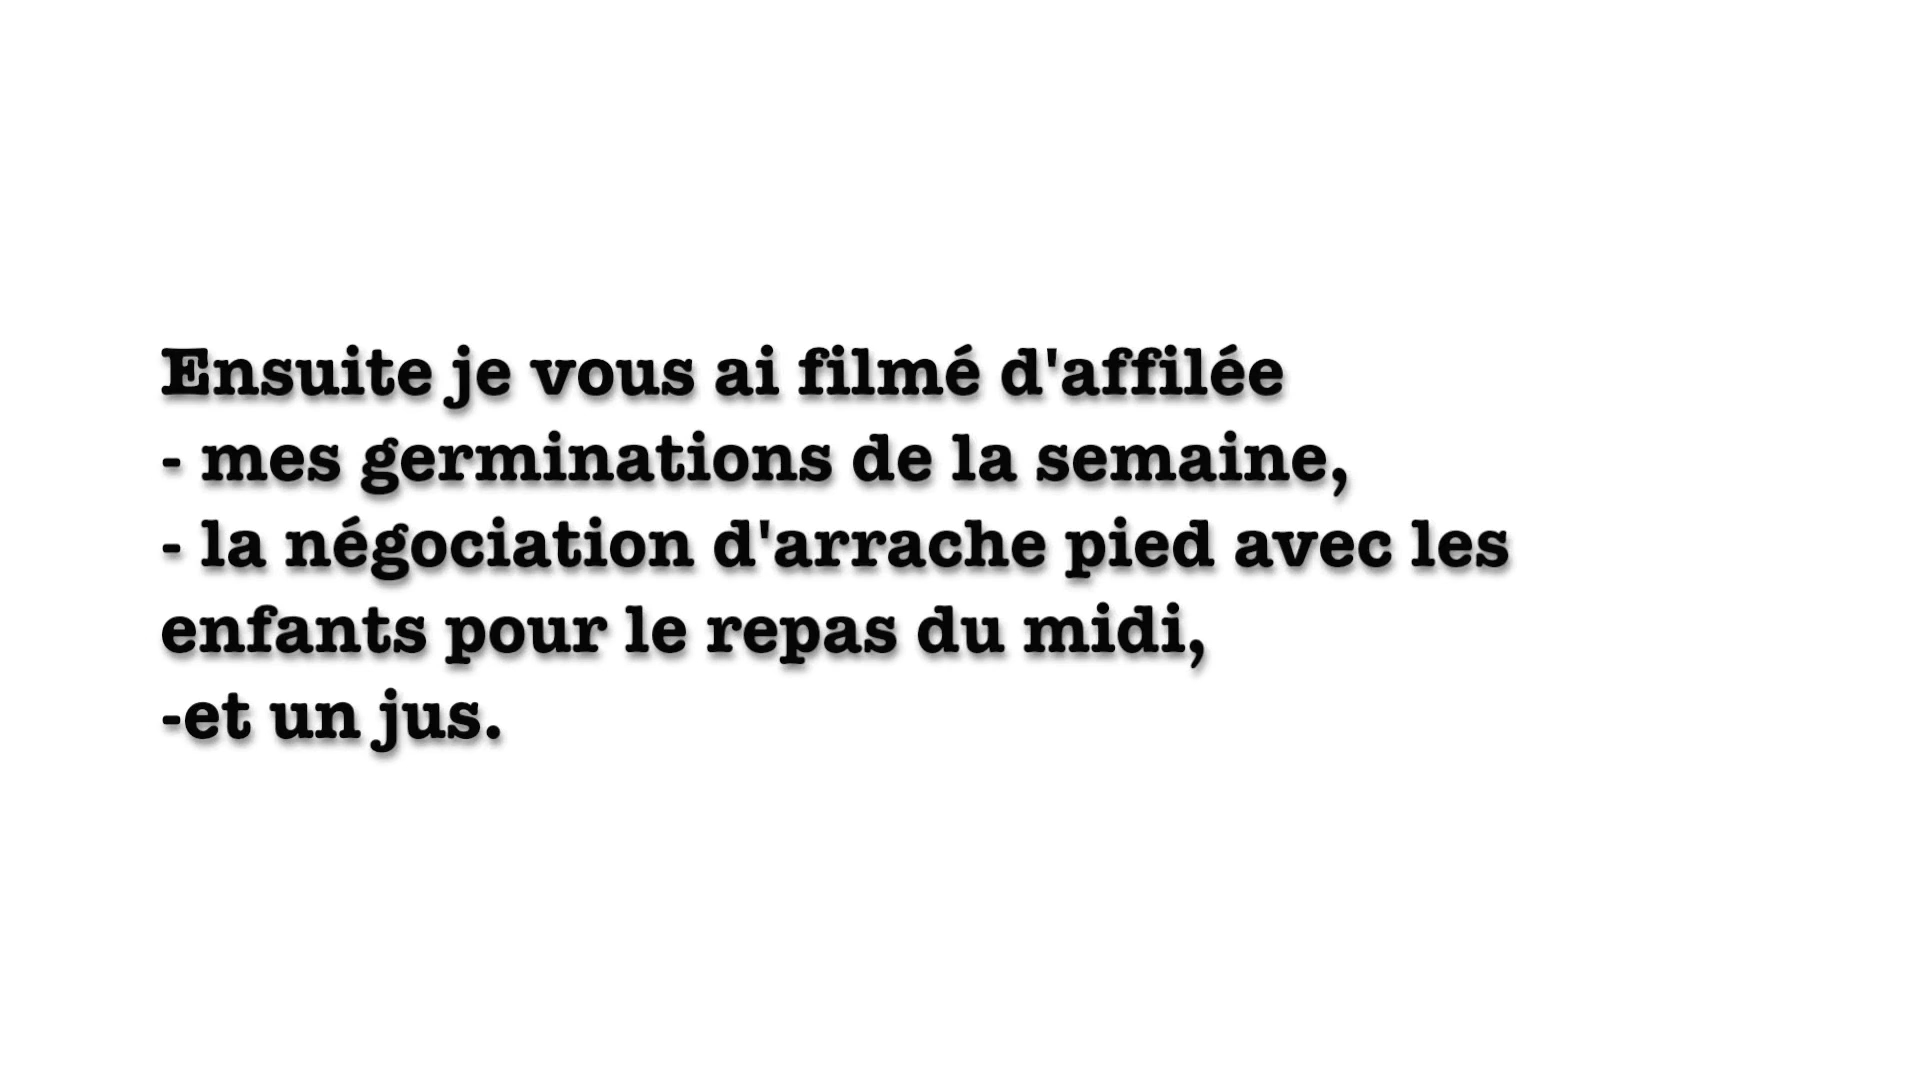 Ensuite je vous ai filmé d'affilée
- mes germinations de la semaine,
- la négociation d'arrache pied avec les
enfants pour le repas du midi,
-et un jus.